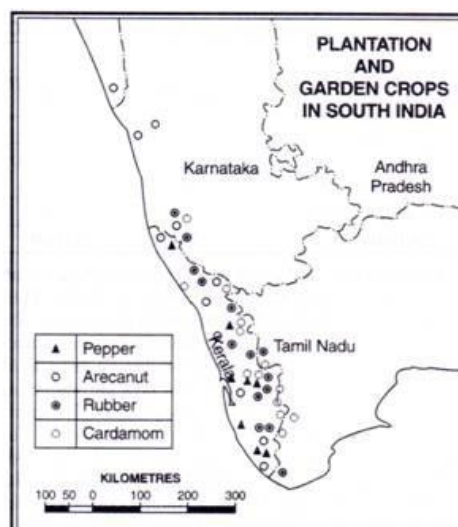 PLANTATION
AND
GARDEN CROPS
IN SOUTH INDIA
Karnataka
Andhra
Pradesh
Tamil Nadu
Kerala
Pepper
Arecanut
Rubber
Cardamom
KILOMETRES
100 50 0 100 200 300